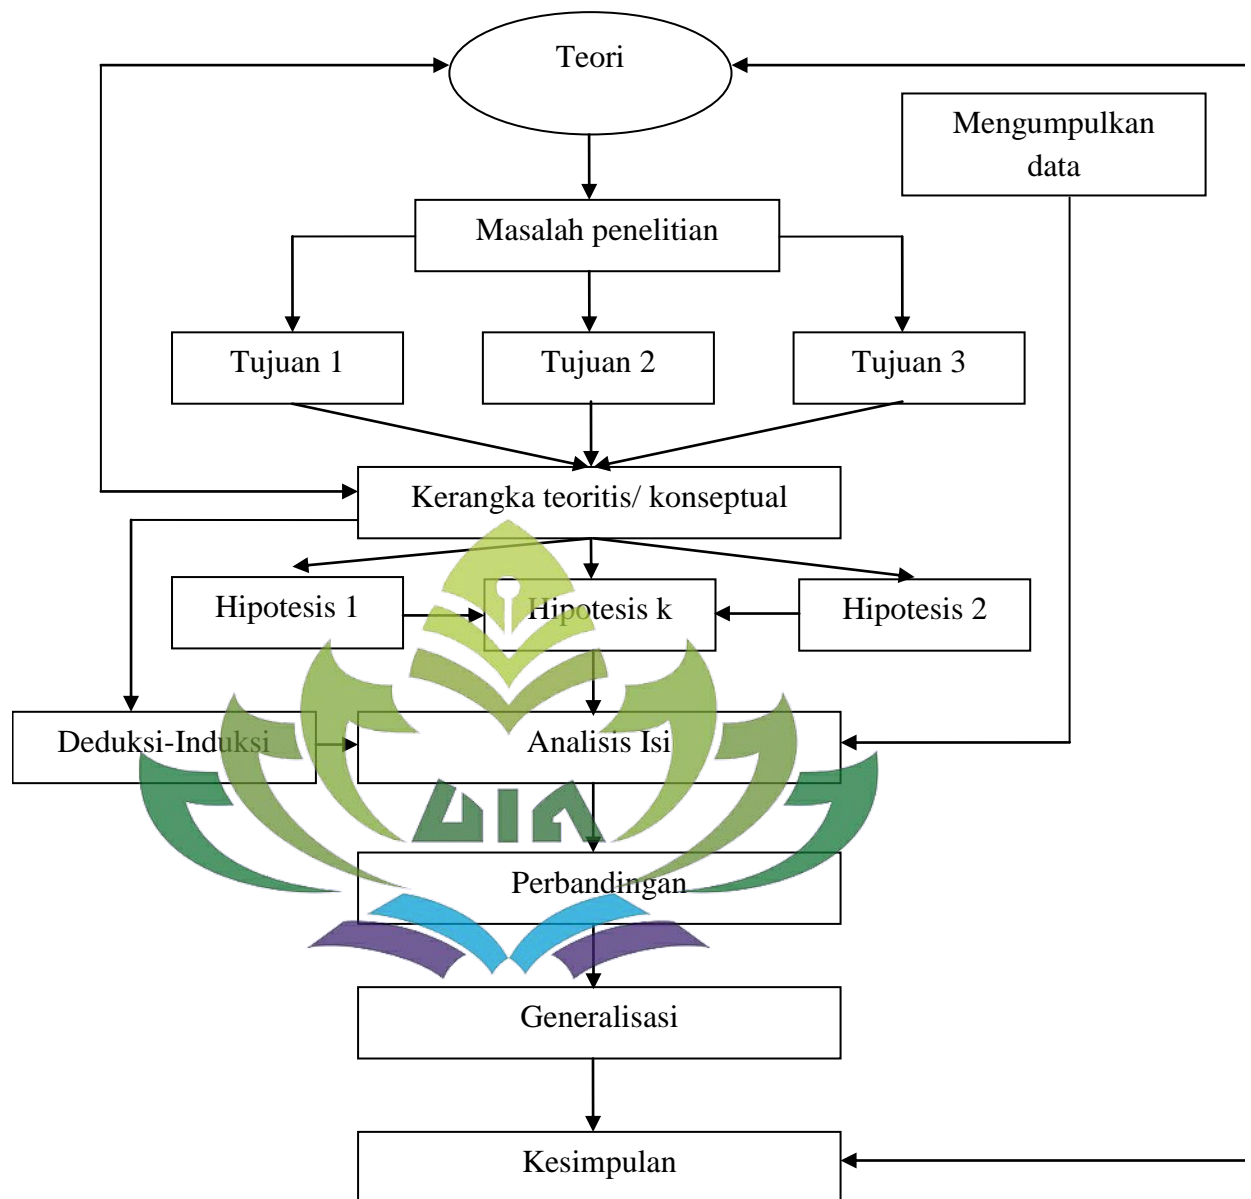 Teori
Mengumpulkan
data
Masalah penelitian
Tujuan 1
Tujuan 2
Tujuan 3
Kerangka teoritis/ konseptual
Hipotesis 1
Hipotesis k
Hipotesis 2
Deduksi-Induksi
Analisis Isi
Perbandingan
Generalisasi
Kesimpulan